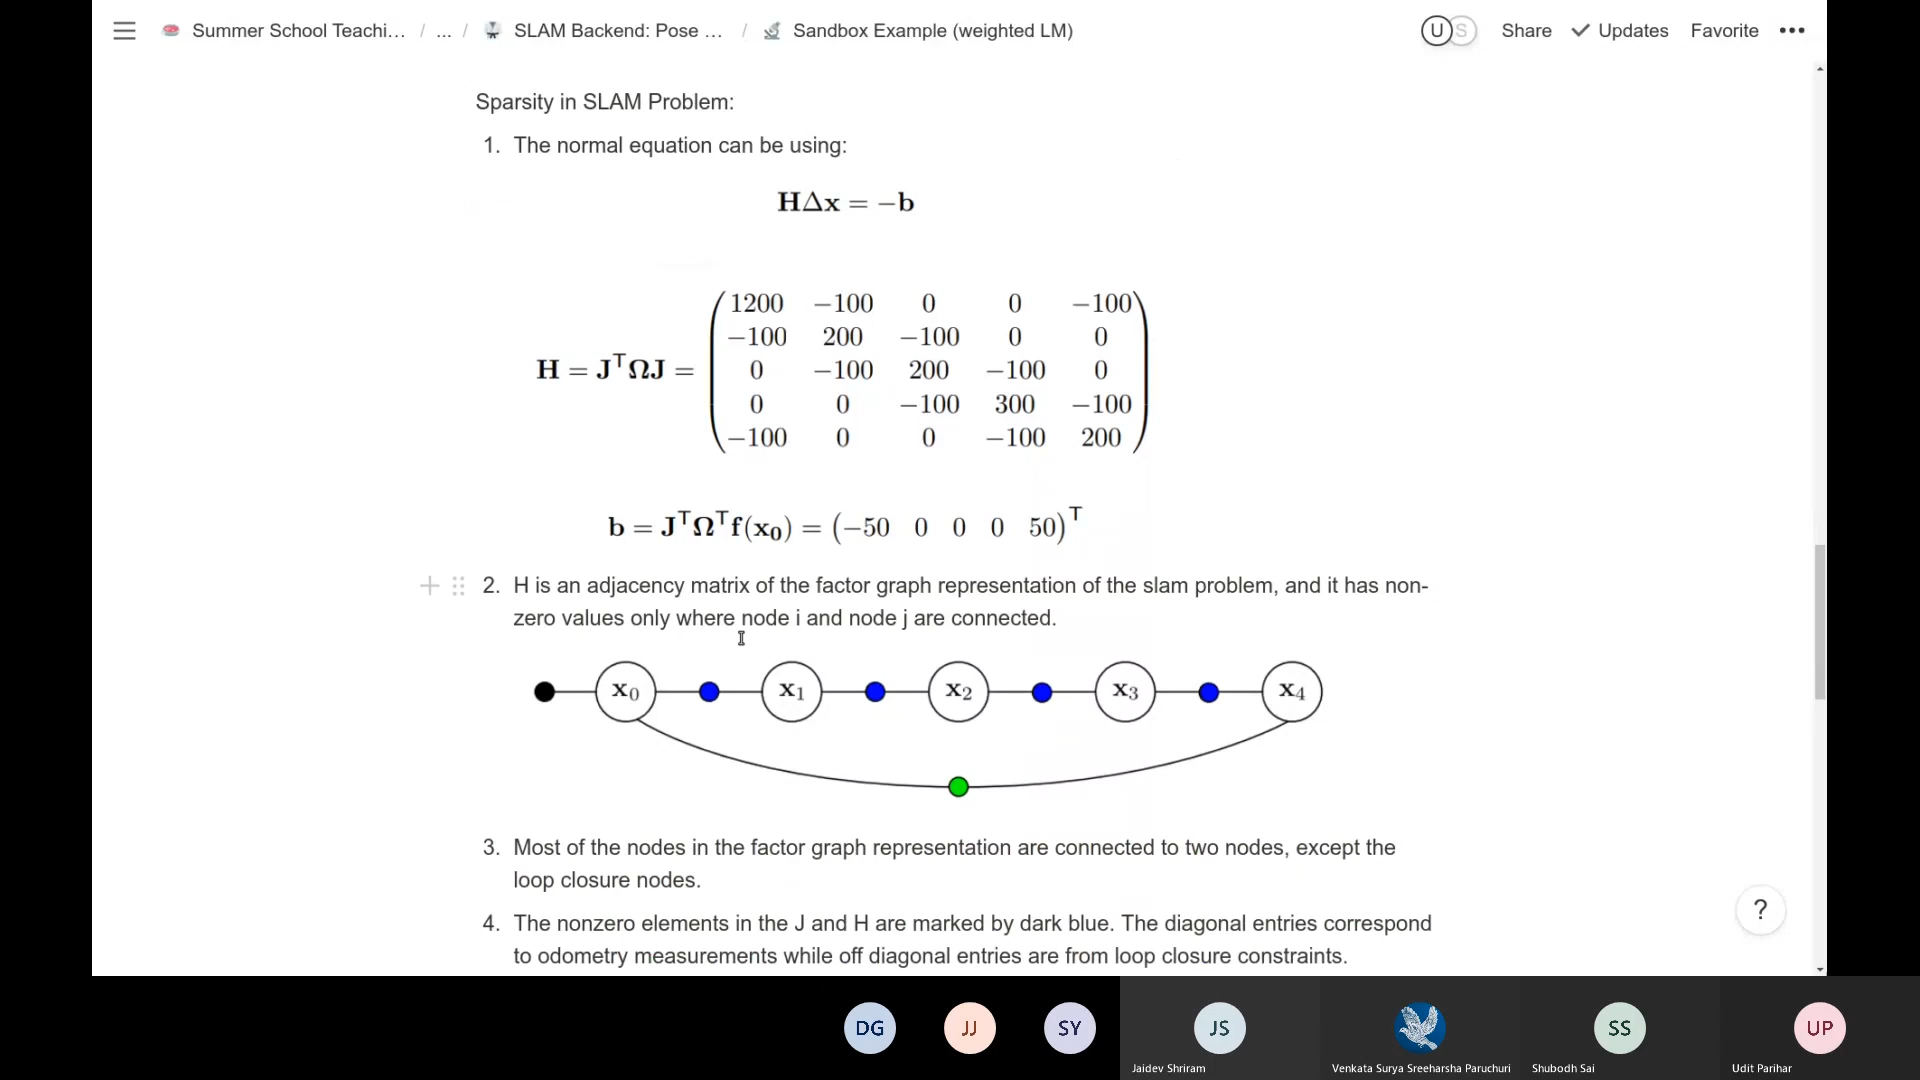 Summer School Teachi... / ... / SLAM Backend: Pose ... / Sandbox Example (weighted LM) U S Share Updates Favorite •••
Sparsity in SLAM Problem:
1. The normal equation can be using:
HΔx = −b
H = JᵀΩJ =
1200 −100 0 0 −100
−100 200 −100 0 0
0 −100 200 −100 0
0 0 −100 300 −100
−100 0 0 −100 200
b = JᵀΩᵀf(x₀) = (−50 0 0 0 50)ᵀ
2. H is an adjacency matrix of the factor graph representation of the slam problem, and it has non-
zero values only where node i and node j are connected.
x₀ x₁ x₂ x₃ x₄
3. Most of the nodes in the factor graph representation are connected to two nodes, except the
loop closure nodes.
?
4. The nonzero elements in the J and H are marked by dark blue. The diagonal entries correspond
to odometry measurements while off diagonal entries are from loop closure constraints.
DG JJ SY JS SS UP
Jaidev Shriram Venkata Surya Sreeharsha Paruchuri Shubodh Sai Udit Parihar